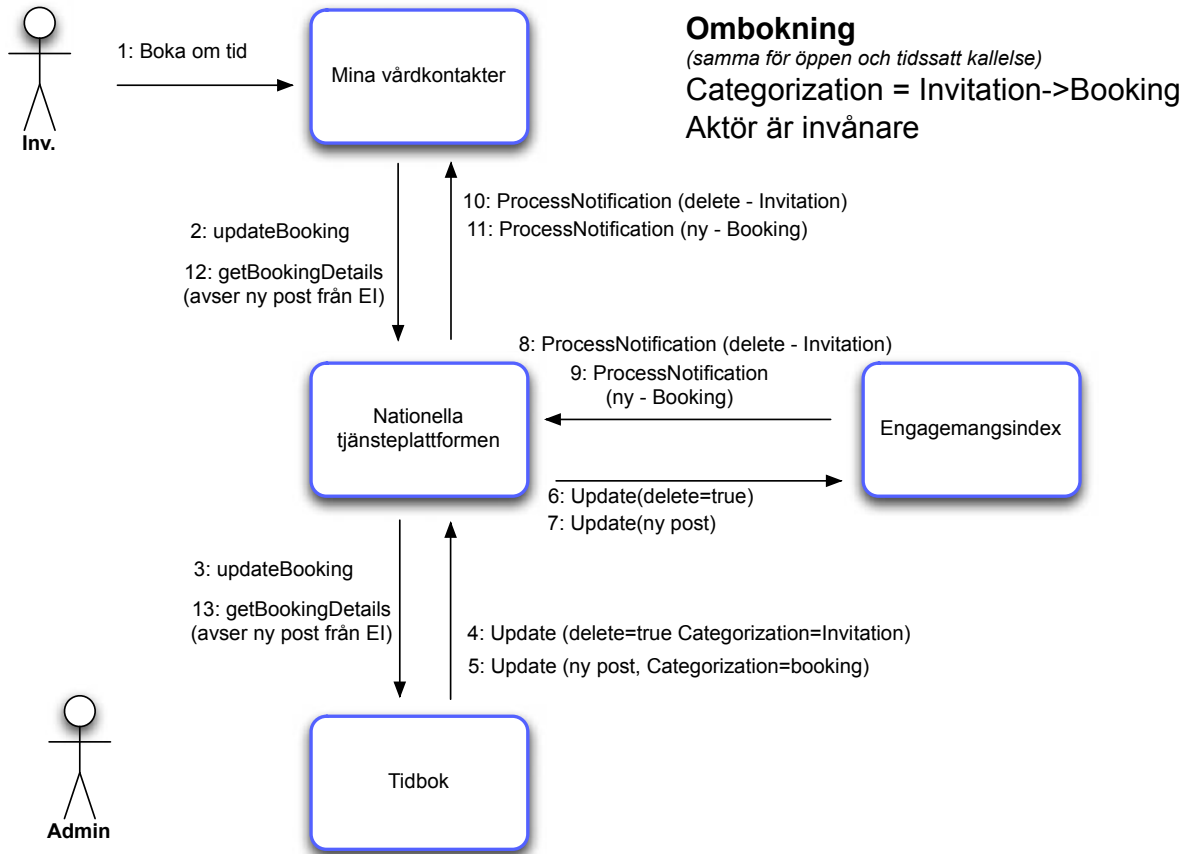 Ombokning
(samma för öppen och tidssatt kallelse)
Categorization = Invitation->Booking
Aktör är invånare
1: Boka om tid
Inv.
Mina vårdkontakter
2: updateBooking
12: getBookingDetails
(avser ny post från EI)
10: ProcessNotification (delete - Invitation)
11: ProcessNotification (ny - Booking)
8: ProcessNotification (delete - Invitation)
9: ProcessNotification
(ny - Booking)
Nationella
tjänsteplattformen
Engagemangsindex
6: Update(delete=true)
7: Update(ny post)
3: updateBooking
13: getBookingDetails
(avser ny post från EI)
4: Update (delete=true Categorization=Invitation)
5: Update (ny post, Categorization=booking)
Tidbok
Admin